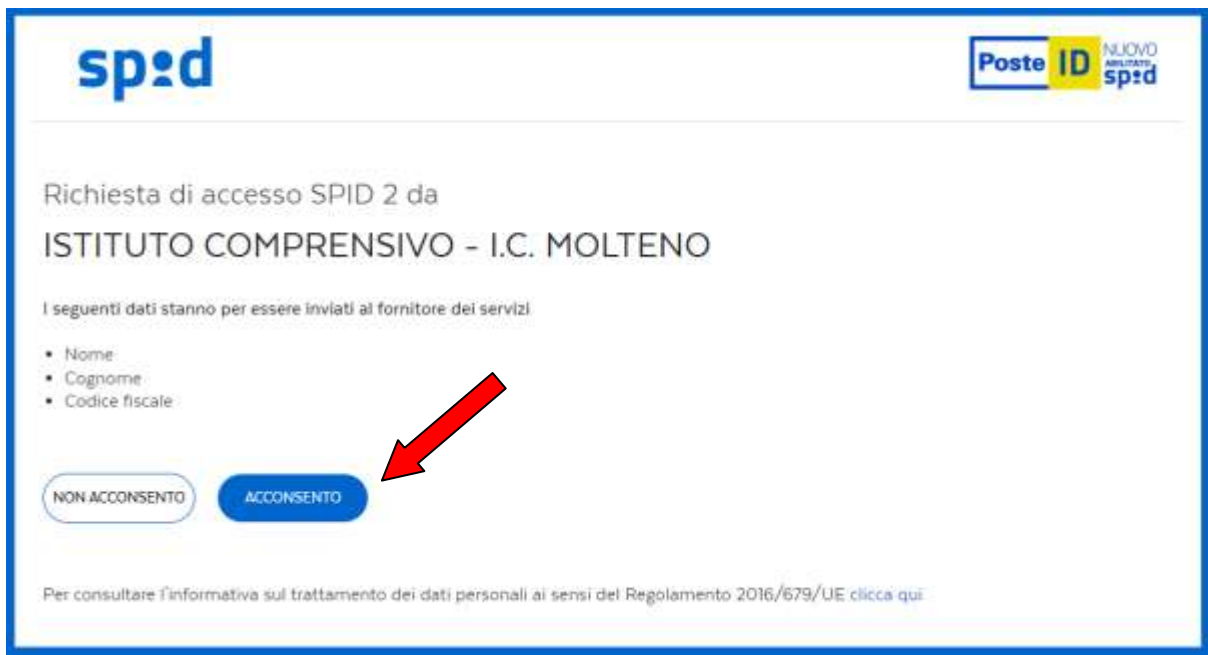 spid
Poste ID NUOVO
ABILITATO
spid
Richiesta di accesso SPID 2 da
ISTITUTO COMPRENSIVO - I.C. MOLTENO
I seguenti dati stanno per essere inviati al fornitore dei servizi
• Nome
• Cognome
• Codice fiscale
NON ACCONSENTO
ACCONSENTO
Per consultare l'informativa sul trattamento dei dati personali ai sensi del Regolamento 2016/679/UE clicca qui